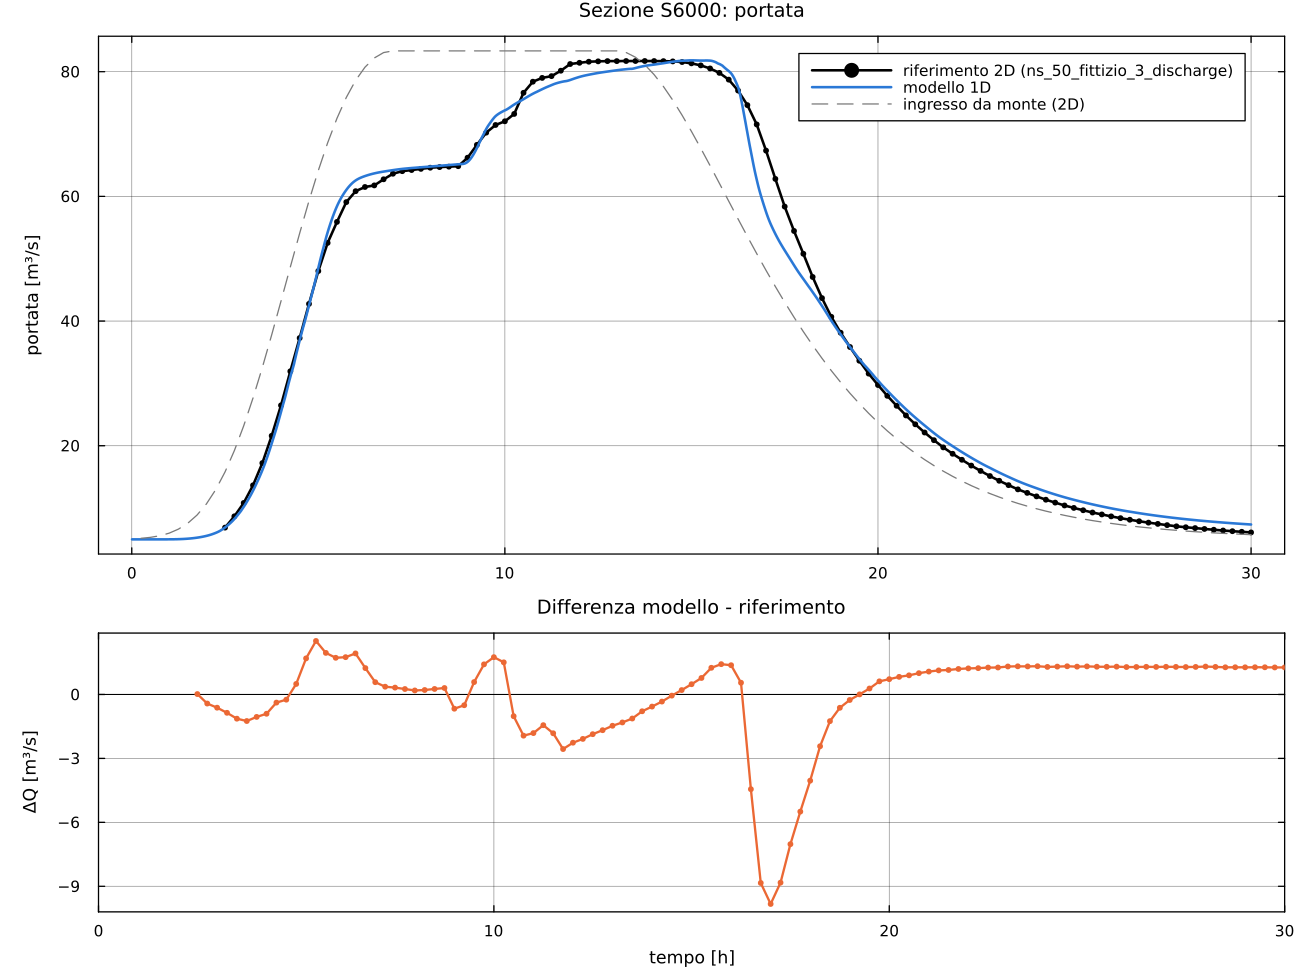 Sezione S6000: portata
portata [m³/s]
80
60
40
20
riferimento 2D (ns_50_fittizio_3_discharge)
modello 1D
ingresso da monte (2D)
0 10 20 30
Differenza modello - riferimento
ΔQ [m³/s]
0
−3
−6
−9
0 10 20 30
tempo [h]